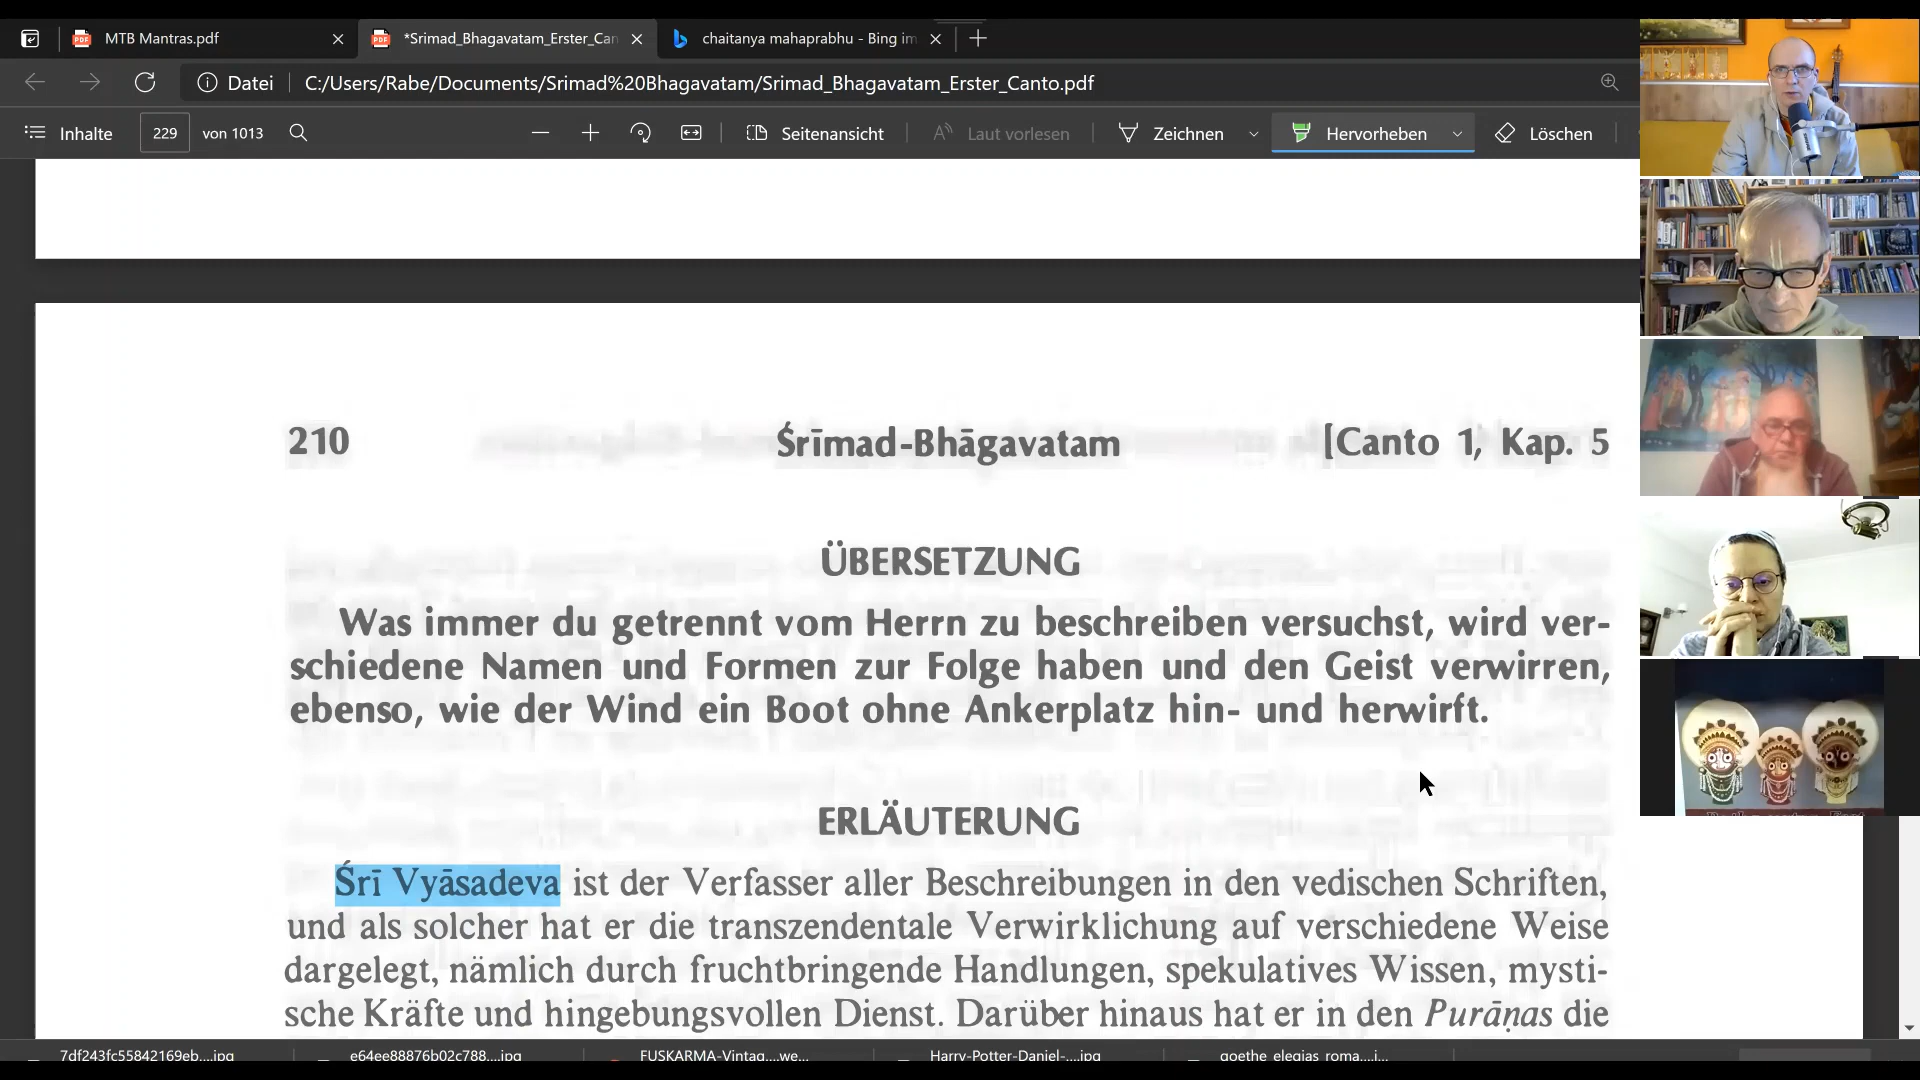 MTB Mantras.pdf
*Srimad_Bhagavatam_Erster_Can
chaitanya mahaprabhu - Bing im
Datei
C:/Users/Rabe/Documents/Srimad%20Bhagavatam/Srimad_Bhagavatam_Erster_Canto.pdf
Inhalte
229
von 1013
Seitenansicht
Laut vorlesen
Zeichnen
Hervorheben
Löschen
210
Śrīmad-Bhāgavatam
[Canto 1, Kap. 5
ÜBERSETZUNG
Was immer du getrennt vom Herrn zu beschreiben versuchst, wird ver-
schiedene Namen und Formen zur Folge haben und den Geist verwirren,
ebenso, wie der Wind ein Boot ohne Ankerplatz hin- und herwirft.
ERLÄUTERUNG
Śrī Vyāsadeva ist der Verfasser aller Beschreibungen in den vedischen Schriften,
und als solcher hat er die transzendentale Verwirklichung auf verschiedene Weise
dargelegt, nämlich durch fruchtbringende Handlungen, spekulatives Wissen, mysti-
sche Kräfte und hingebungsvollen Dienst. Darüber hinaus hat er in den Purāṇas die
7df243fc55842169eb....jpg
e64ee88876b02c788....jpg
FUSKARMA-Vintag....we...
Harry-Potter-Daniel-....jpg
goethe_elegias_roma....j...